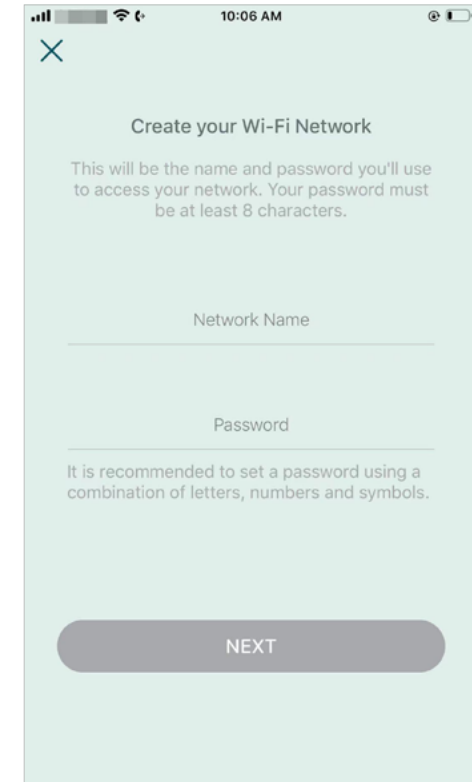 10:06 AM
Create your Wi-Fi Network
This will be the name and password you'll use
to access your network. Your password must
be at least 8 characters.
Network Name
Password
It is recommended to set a password using a
combination of letters, numbers and symbols.
NEXT